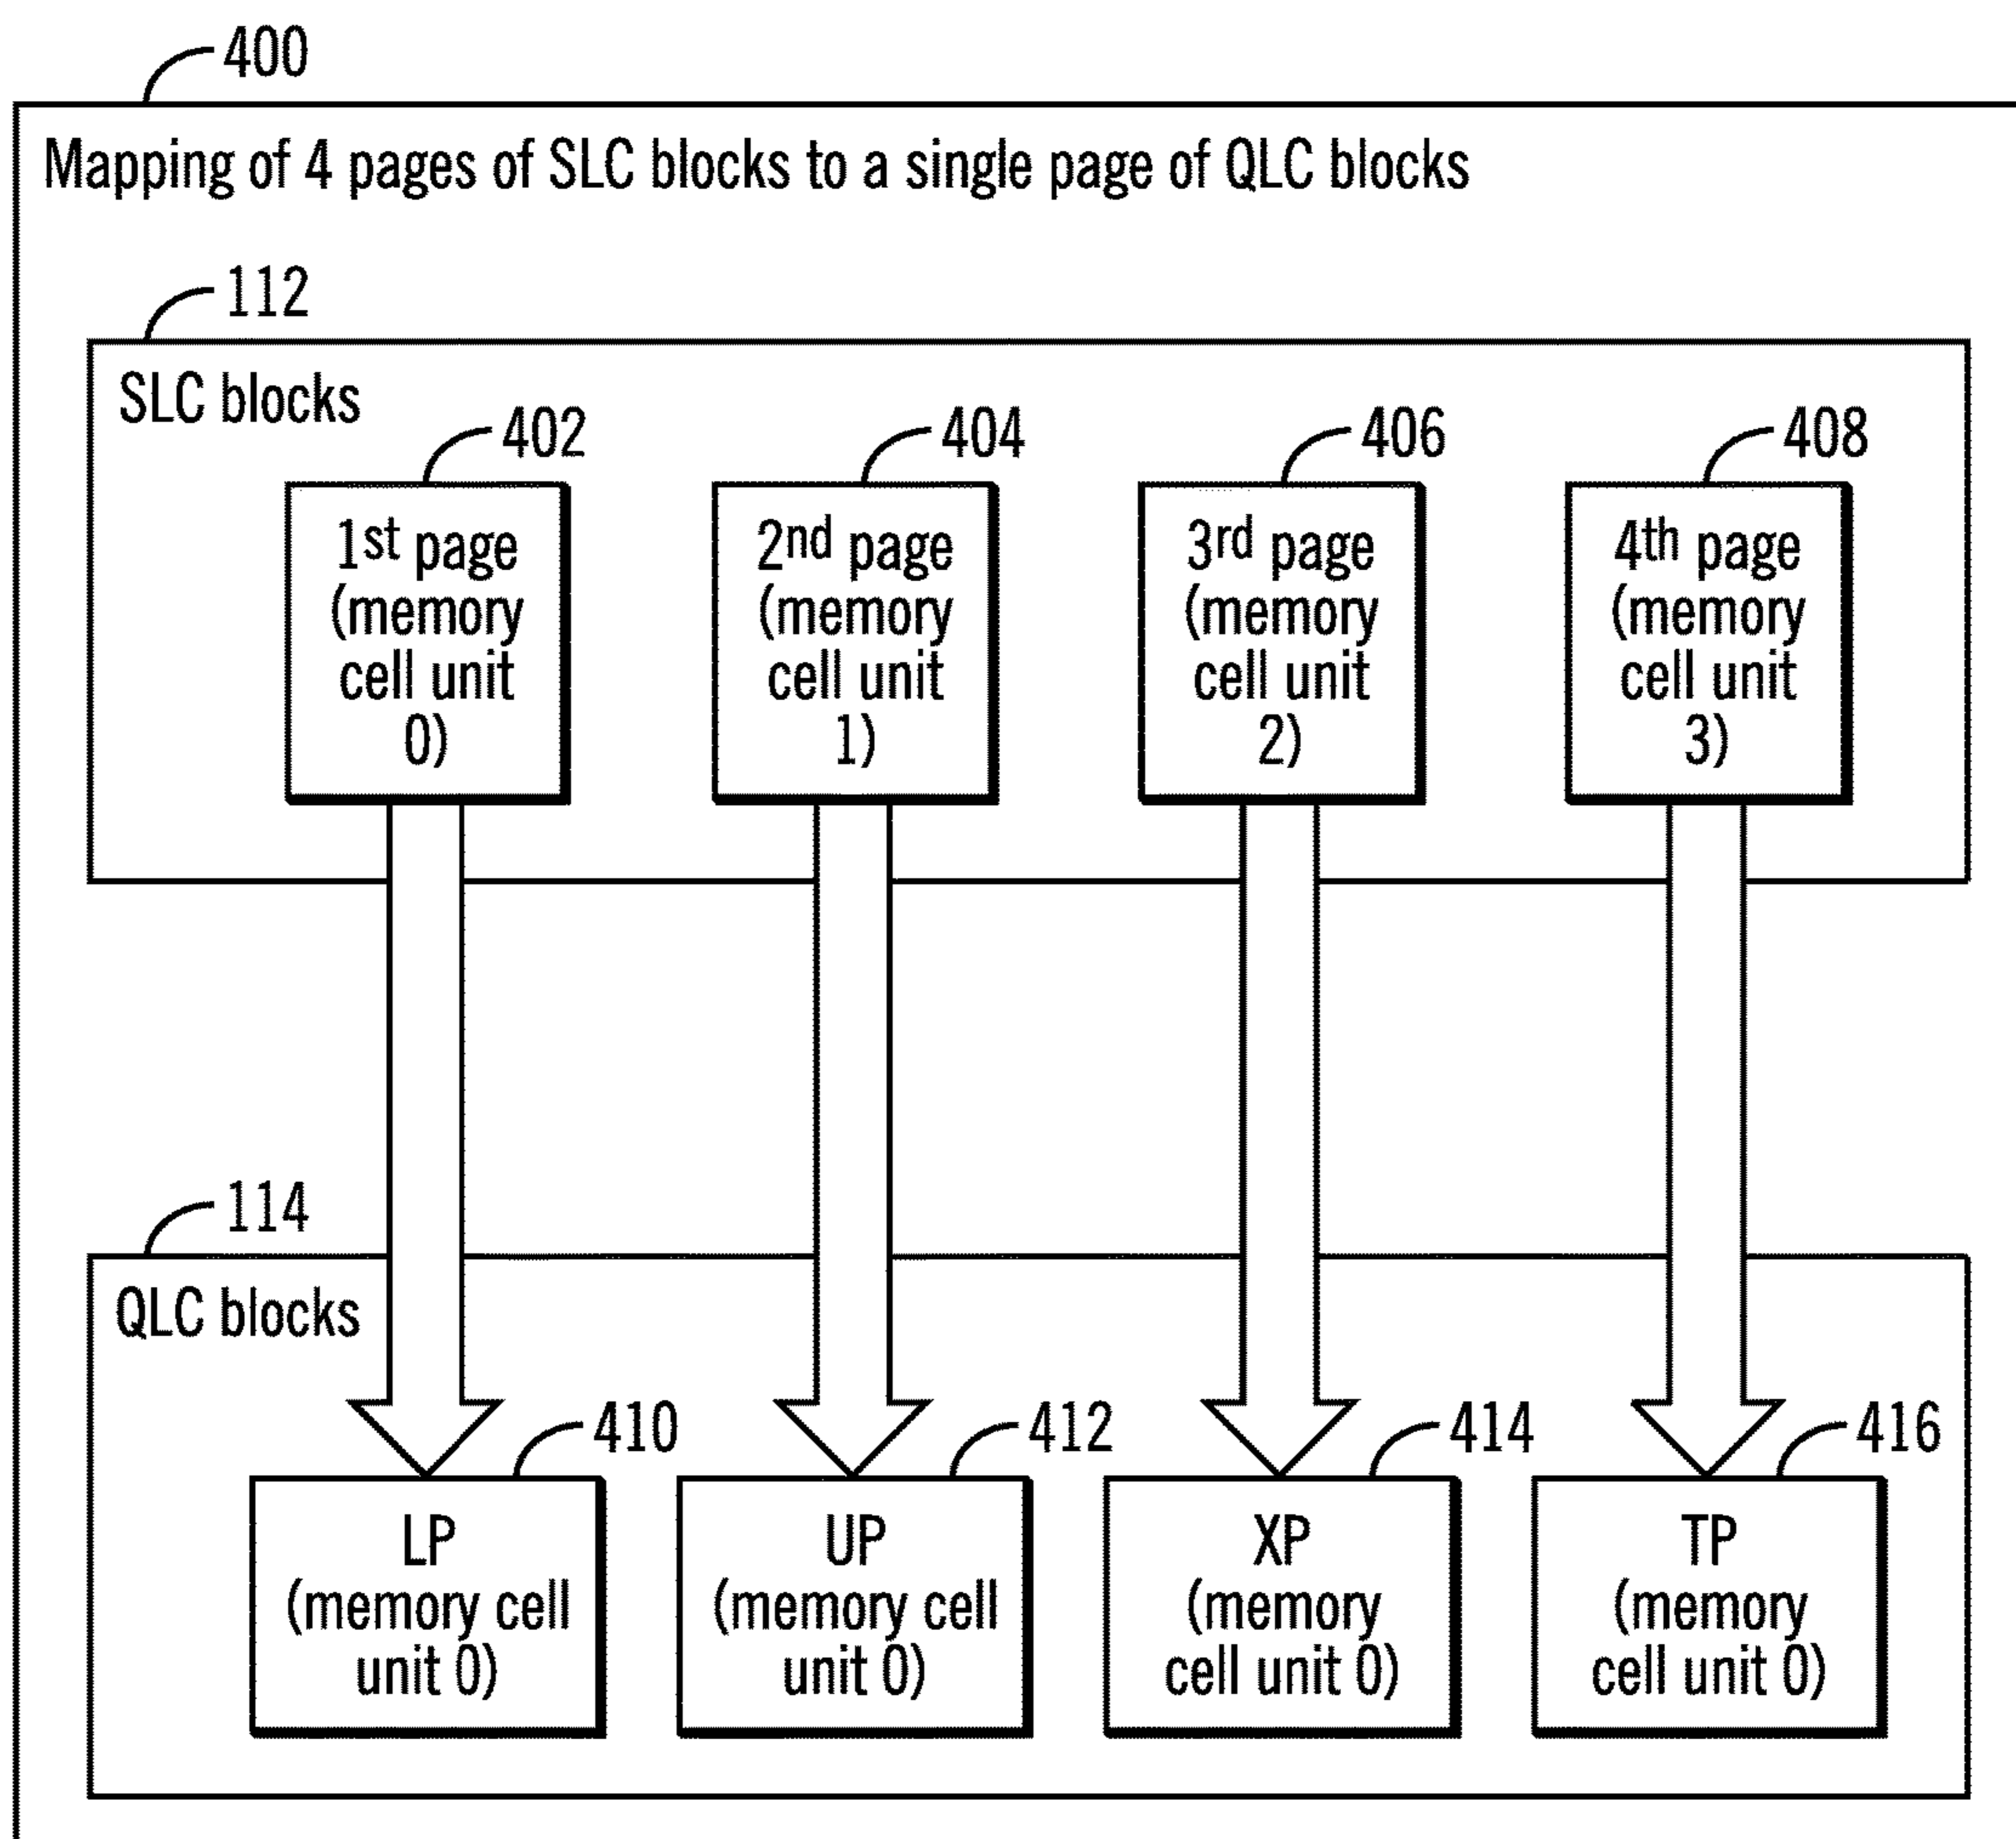 400
Mapping of 4 pages of SLC blocks to a single page of QLC blocks
112
SLC blocks
402
404
406
408
1st page
(memory
cell unit
0)
2nd page
(memory
cell unit
1)
3rd page
(memory
cell unit
2)
4th page
(memory
cell unit
3)
114
QLC blocks
410
412
414
416
LP
(memory cell
unit 0)
UP
(memory cell
unit 0)
XP
(memory
cell unit 0)
TP
(memory
cell unit 0)